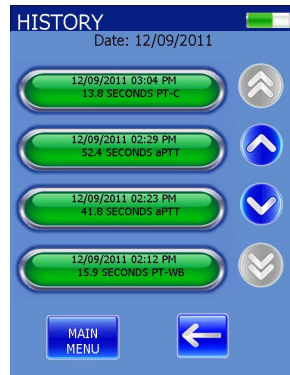 HISTORY
Date: 12/09/2011
12/09/2011 03:04 PM
13.8 SECONDS PT-C
12/09/2011 02:29 PM
52.4 SECONDS aPTT
12/09/2011 02:23 PM
41.8 SECONDS aPTT
12/09/2011 02:12 PM
15.9 SECONDS PT-WB
MAIN
MENU